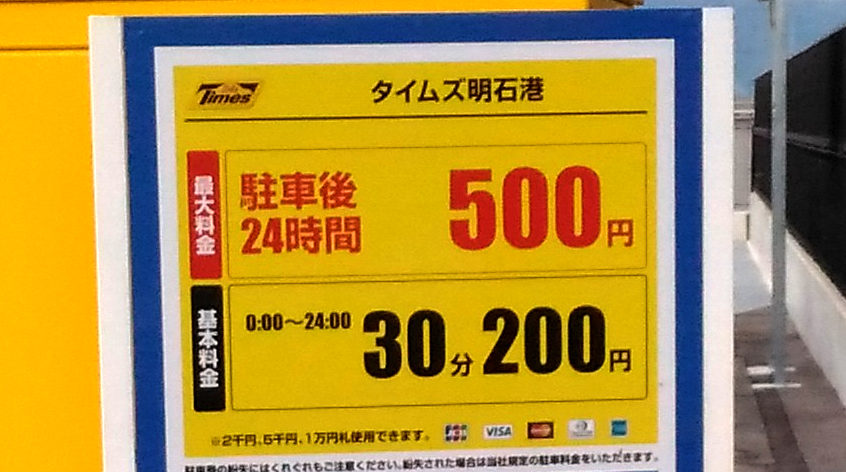 Times
タイムズ明石港
最大料金
駐車後
24時間
500円
基本料金
0:00～24:00
30分 200円
※2千円、5千円、1万円札使用できます。
JCB VISA
駐車券の紛失にはくれぐれもご注意ください。紛失された場合は当社規定の駐車料金をいただきます。